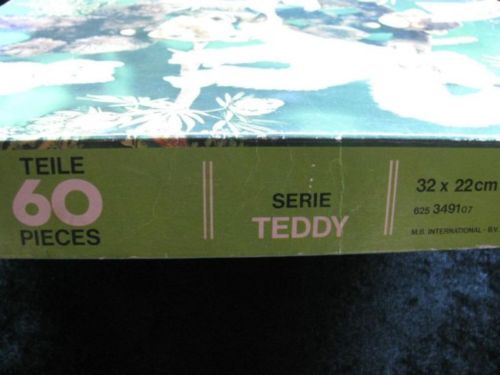 TEILE
60
PIECES
SERIE
TEDDY
32 x 22cm
625 349107
M.B. INTERNATIONAL - B.V.